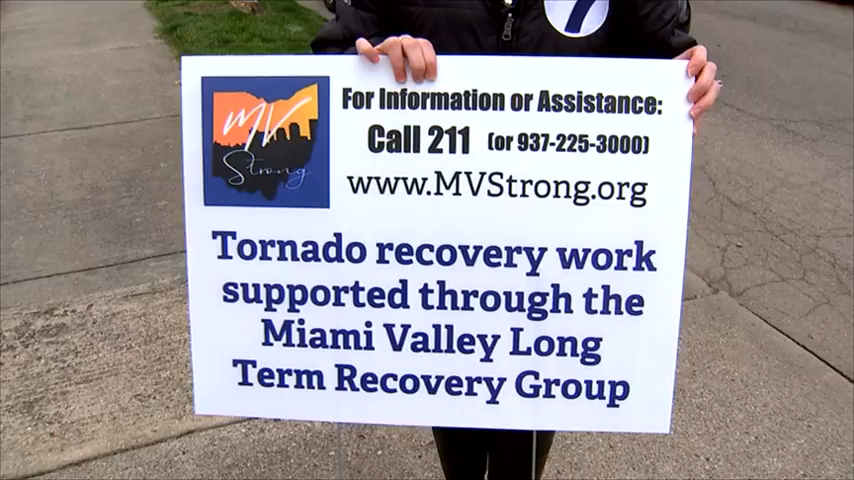 MV
Strong
For Information or Assistance:
Call 211 (or 937-225-3000)
www.MVStrong.org
Tornado recovery work
supported through the
Miami Valley Long
Term Recovery Group
7